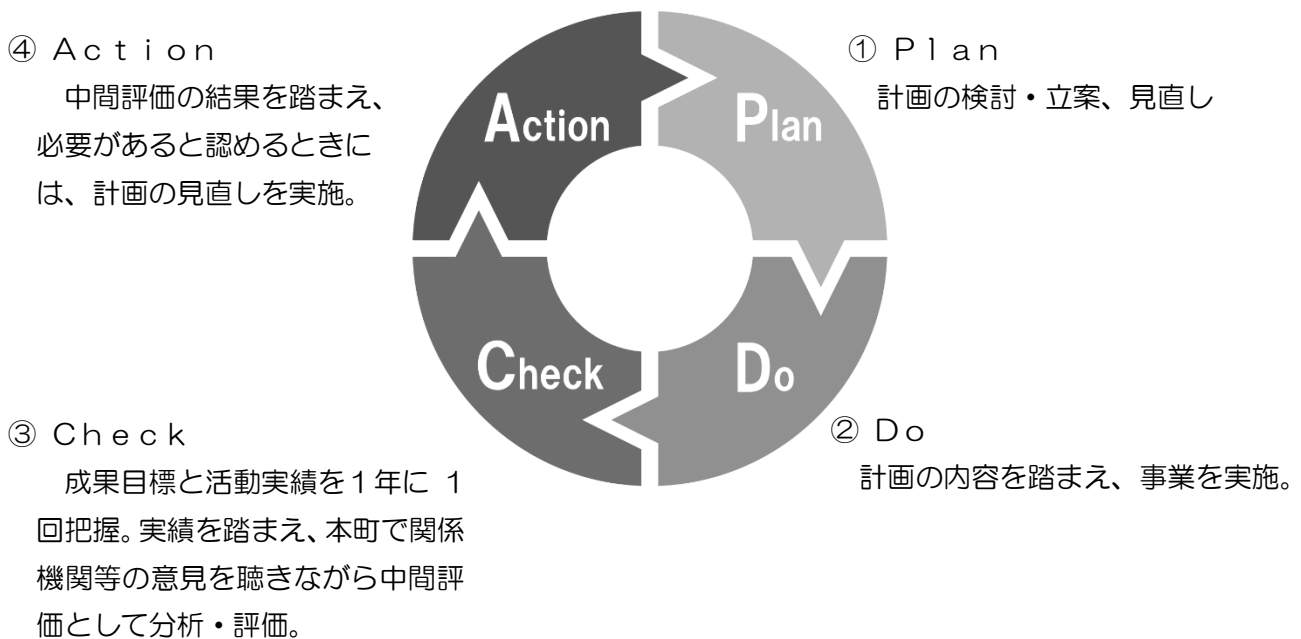 ④ Ａｃｔｉｏｎ
中間評価の結果を踏まえ、
必要があると認めるときに
は、計画の見直しを実施。
Action
Plan
① Ｐｌａｎ
計画の検討・立案、見直し
Check
Do
③ Ｃｈｅｃｋ
成果目標と活動実績を１年に １
回把握。実績を踏まえ、本町で関係
機関等の意見を聴きながら中間評
価として分析・評価。
② Ｄｏ
計画の内容を踏まえ、事業を実施。